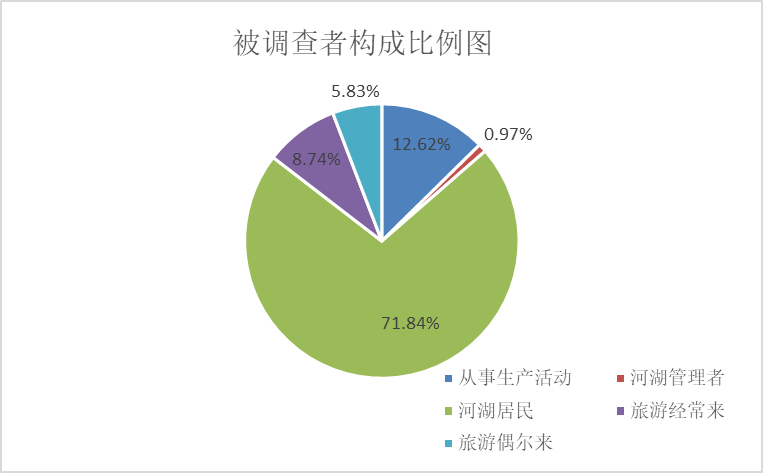 被调查者构成比例图
5.83%
12.62%
0.97%
8.74%
71.84%
从事生产活动
河湖管理者
河湖居民
旅游经常来
旅游偶尔来